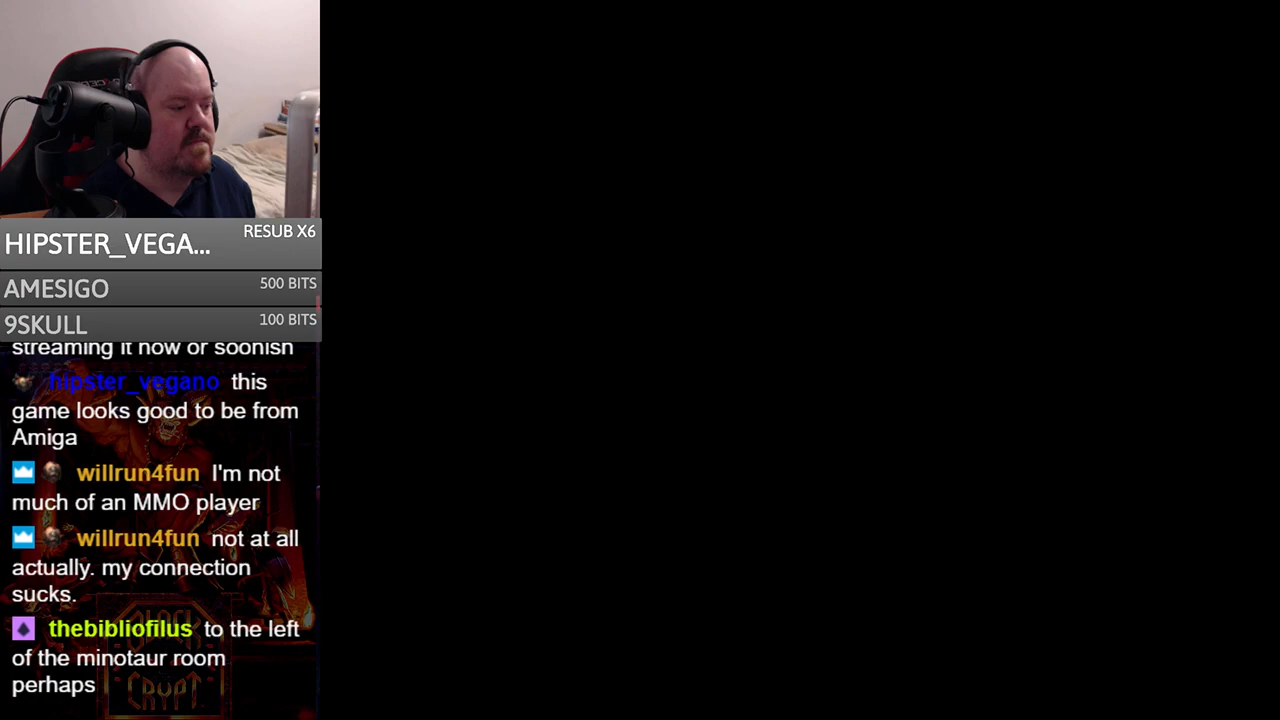 HIPSTER_VEGA...
RESUB X6
AMESIGO
500 BITS
9SKULL
100 BITS
streaming it now or soonish
hipster_vegano this
game looks good to be from
Amiga
willrun4fun I'm not
much of an MMO player
willrun4fun not at all
actually. my connection
sucks.
thebibliofilus to the left
of the minotaur room
perhaps
BLACK
CRYPT